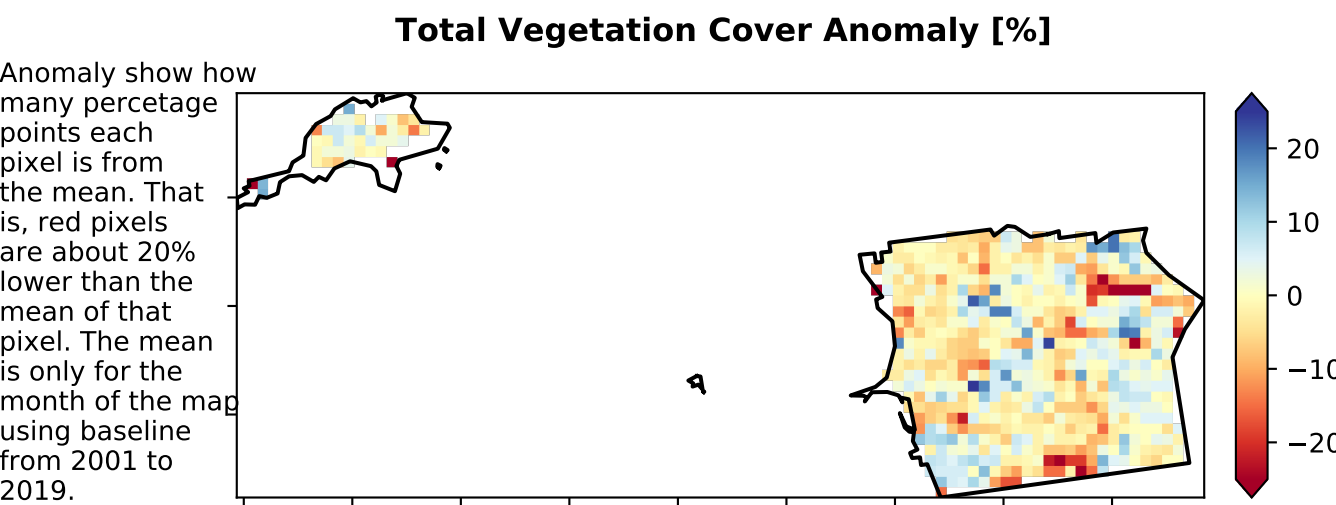 Total Vegetation Cover Anomaly [%]
Anomaly show how
many percetage
points each
pixel is from
the mean. That
is, red pixels
are about 20%
lower than the
mean of that
pixel. The mean
is only for the
month of the map
using baseline
from 2001 to
2019.
20
10
0
−10
−20